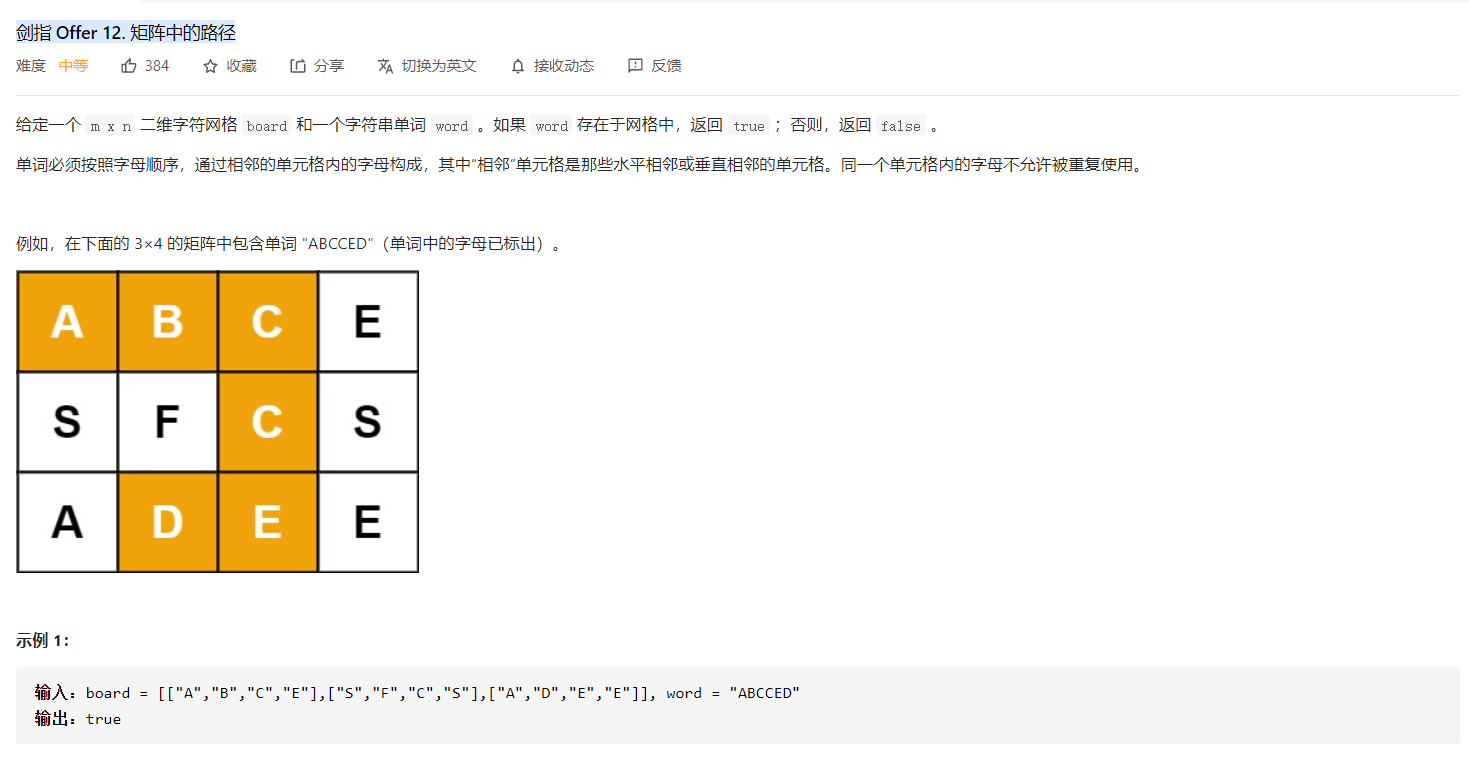 剑指 Offer 12. 矩阵中的路径
难度 中等 384 收藏 分享 切换为英文 接收动态 反馈
给定一个 m x n 二维字符网格 board 和一个字符串单词 word 。如果 word 存在于网格中，返回 true ；否则，返回 false 。
单词必须按照字母顺序，通过相邻的单元格内的字母构成，其中“相邻”单元格是那些水平相邻或垂直相邻的单元格。同一个单元格内的字母不允许被重复使用。
例如，在下面的 3×4 的矩阵中包含单词 "ABCCED"（单词中的字母已标出）。
A B C E
S F C S
A D E E
示例 1：
输入：board = [["A","B","C","E"],["S","F","C","S"],["A","D","E","E"]], word = "ABCCED"
输出：true